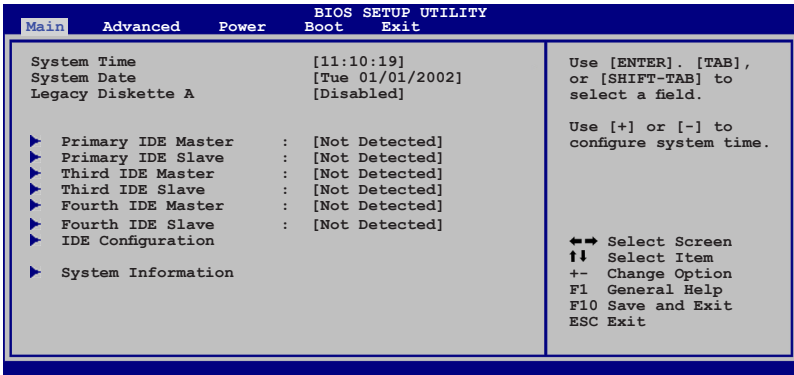 BIOS SETUP UTILITY
Main Advanced Power Boot Exit
System Time [11:10:19]
System Date [Tue 01/01/2002]
Legacy Diskette A [Disabled]
Primary IDE Master : [Not Detected]
Primary IDE Slave : [Not Detected]
Third IDE Master : [Not Detected]
Third IDE Slave : [Not Detected]
Fourth IDE Master : [Not Detected]
Fourth IDE Slave : [Not Detected]
IDE Configuration
System Information
Use [ENTER]. [TAB],
or [SHIFT-TAB] to
select a field.
Use [+] or [-] to
configure system time.
←→ Select Screen
↑↓ Select Item
+- Change Option
F1 General Help
F10 Save and Exit
ESC Exit